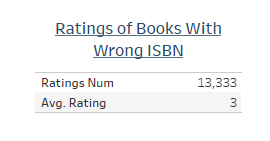 Ratings of Books With
Wrong ISBN
Ratings Num 13,333
Avg. Rating 3